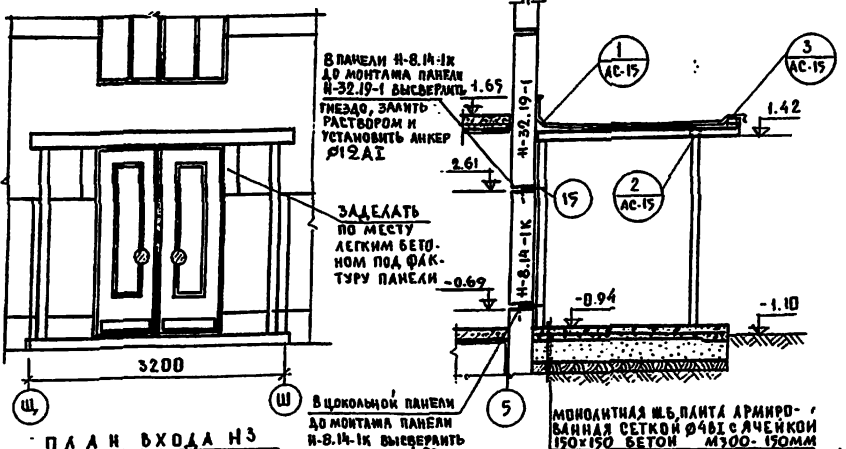 В ПАНЕЛИ Н-8.14-1К
ДО МОНТАЖА ПАНЕЛИ
Н-32.19-1 ВЫСВЕРЛИТЬ
ГНЕЗДО, ЗАЛИТЬ
РАСТВОРОМ И
УСТАНОВИТЬ АНКЕР
Ø12АI
1.65
2.61
-0.69
Н-32.19-1
Н-8.14-1К
1
АС-15
3
АС-15
1.42
15
2
АС-15
ЗАДЕЛАТЬ
ПО МЕСТУ
ЛЕГКИМ БЕТО-
НОМ ПОД ФАК-
ТУРУ ПАНЕЛИ
-0.94
-1.10
3200
Щ
Ш
5
В ЦОКОЛЬНОЙ ПАНЕЛИ
ДО МОНТАЖА ПАНЕЛИ
Н-8.14-1К ВЫСВЕРЛИТЬ
МОНОЛИТНАЯ Ж.Б. ПЛИТА АРМИРО-
ВАННАЯ СЕТКОЙ Ø4ВI С ЯЧЕЙКОЙ
150х150 БЕТОН М300-150ММ
ПЛАН ВХОДА Н3